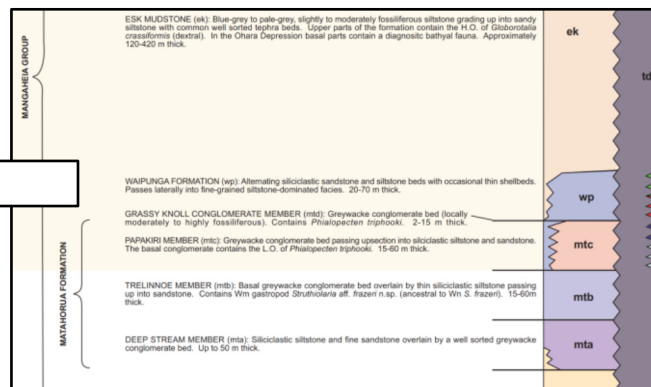 ESK MUDSTONE (ek): Blue-grey to pale-grey, slightly to moderately fossiliferous siltstone grading up into sandy
siltstone with common well sorted tephra beds. Upper parts of the formation contain the H.O. of Globorotalia
crassiformis (dextral). In the Ohara Depression basal parts contain a diagnositc bathyal fauna. Approximately
120-420 m thick.
ek
td
MANGAHEIA GROUP
WAIPUNGA FORMATION (wp): Alternating siliciclastic sandstone and siltstone beds with occasional thin shellbeds.
Passes laterally into fine-grained siltstone-dominated facies. 20-70 m thick.
wp
GRASSY KNOLL CONGLOMERATE MEMBER (mtd): Greywacke conglomerate bed (locally
moderately to highly fossiliferous). Contains Phialopecten triphooki. 2-15 m thick.
PAPAKIRI MEMBER (mtc): Greywacke conglomerate bed passing upsection into siliciclastic siltstone and sandstone.
The basal conglomerate contains the L.O. of Phialopecten triphooki. 15-60 m thick.
mtc
MATAHORUA FORMATION
TRELINNOE MEMBER (mtb): Basal greywacke conglomerate bed overlain by thin siliciclastic siltstone passing
up into sandstone. Contains Wm gastropod Struthiolaria aff. frazeri n.sp. (ancestral to Wn S. frazeri). 15-60m
thick.
mtb
DEEP STREAM MEMBER (mta): Siliciclastic siltstone and fine sandstone overlain by a well sorted greywacke
conglomerate bed. Up to 50 m thick.
mta